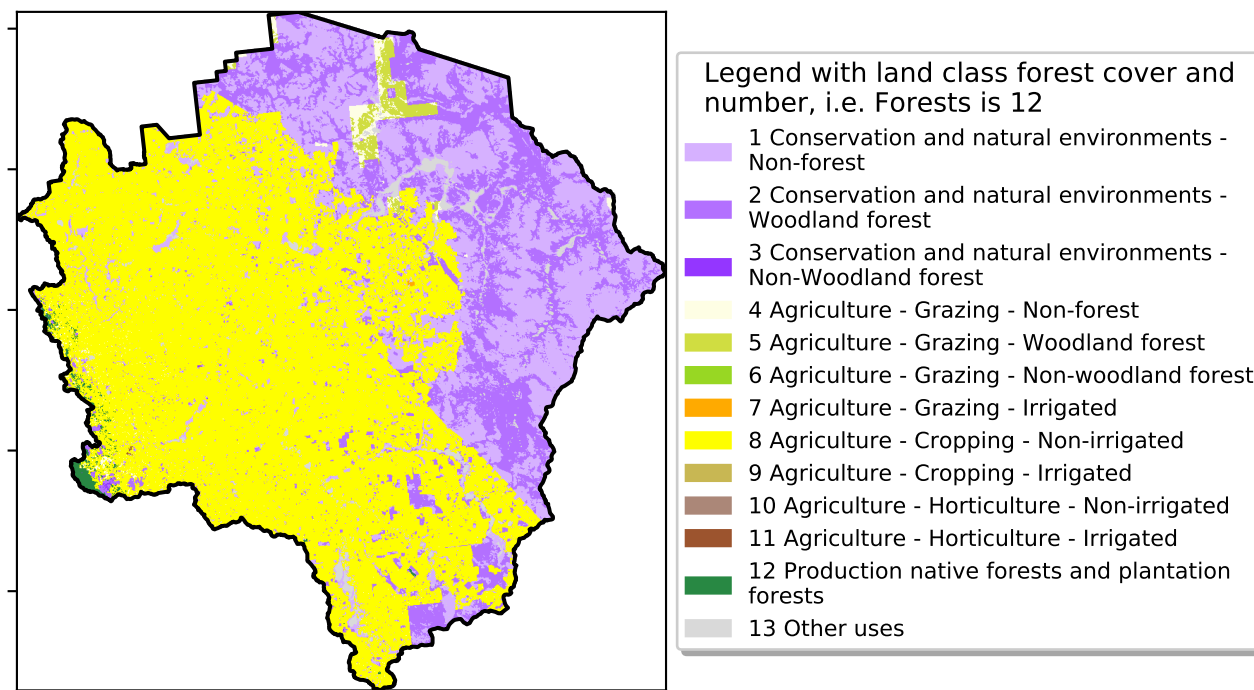 Legend with land class forest cover and
number, i.e. Forests is 12
1 Conservation and natural environments -
Non-forest
2 Conservation and natural environments -
Woodland forest
3 Conservation and natural environments -
Non-Woodland forest
4 Agriculture - Grazing - Non-forest
5 Agriculture - Grazing - Woodland forest
6 Agriculture - Grazing - Non-woodland forest
7 Agriculture - Grazing - Irrigated
8 Agriculture - Cropping - Non-irrigated
9 Agriculture - Cropping - Irrigated
10 Agriculture - Horticulture - Non-irrigated
11 Agriculture - Horticulture - Irrigated
12 Production native forests and plantation
forests
13 Other uses